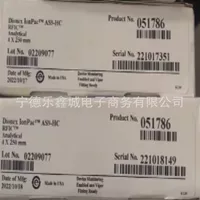 Dionex IonPac™ AS9-HC
RFIC™
Analytical
4 X 250 mm
Product No.
051786
Lot No. 02209077
Serial No. 221017351
Date of Mfg:
2022/10/17
Made in USA
宁德乐鑫城电子商务有限公司
Dionex IonPac™ AS9-HC
RFIC™
Analytical
4 X 250 mm
Product No.
051786
Lot No. 02209077
Serial No. 221018149
Date of Mfg:
2022/10/18
Made in USA